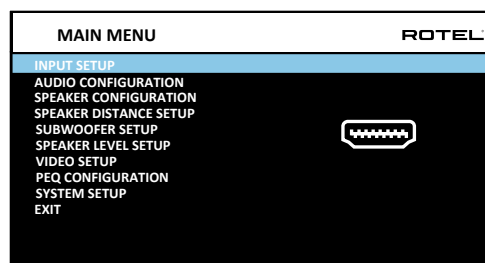 MAIN MENU
ROTEL
INPUT SETUP
AUDIO CONFIGURATION
SPEAKER CONFIGURATION
SPEAKER DISTANCE SETUP
SUBWOOFER SETUP
SPEAKER LEVEL SETUP
VIDEO SETUP
PEQ CONFIGURATION
SYSTEM SETUP
EXIT